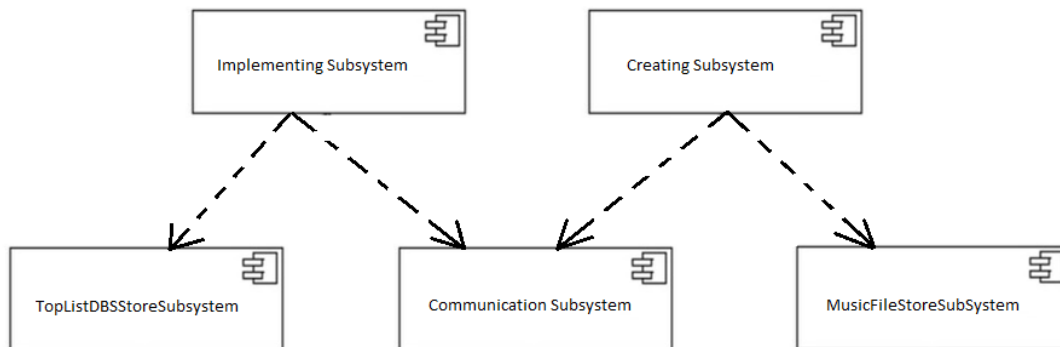 Implementing Subsystem
Creating Subsystem
TopListDBSStoreSubsystem
Communication Subsystem
MusicFileStoreSubSystem